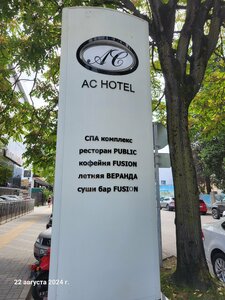 AC
AC HOTEL
СПА комплекс
ресторан PUBLIC
кофейня FUSION
летняя ВЕРАНДА
суши бар FUSION
22 августа 2024 г.